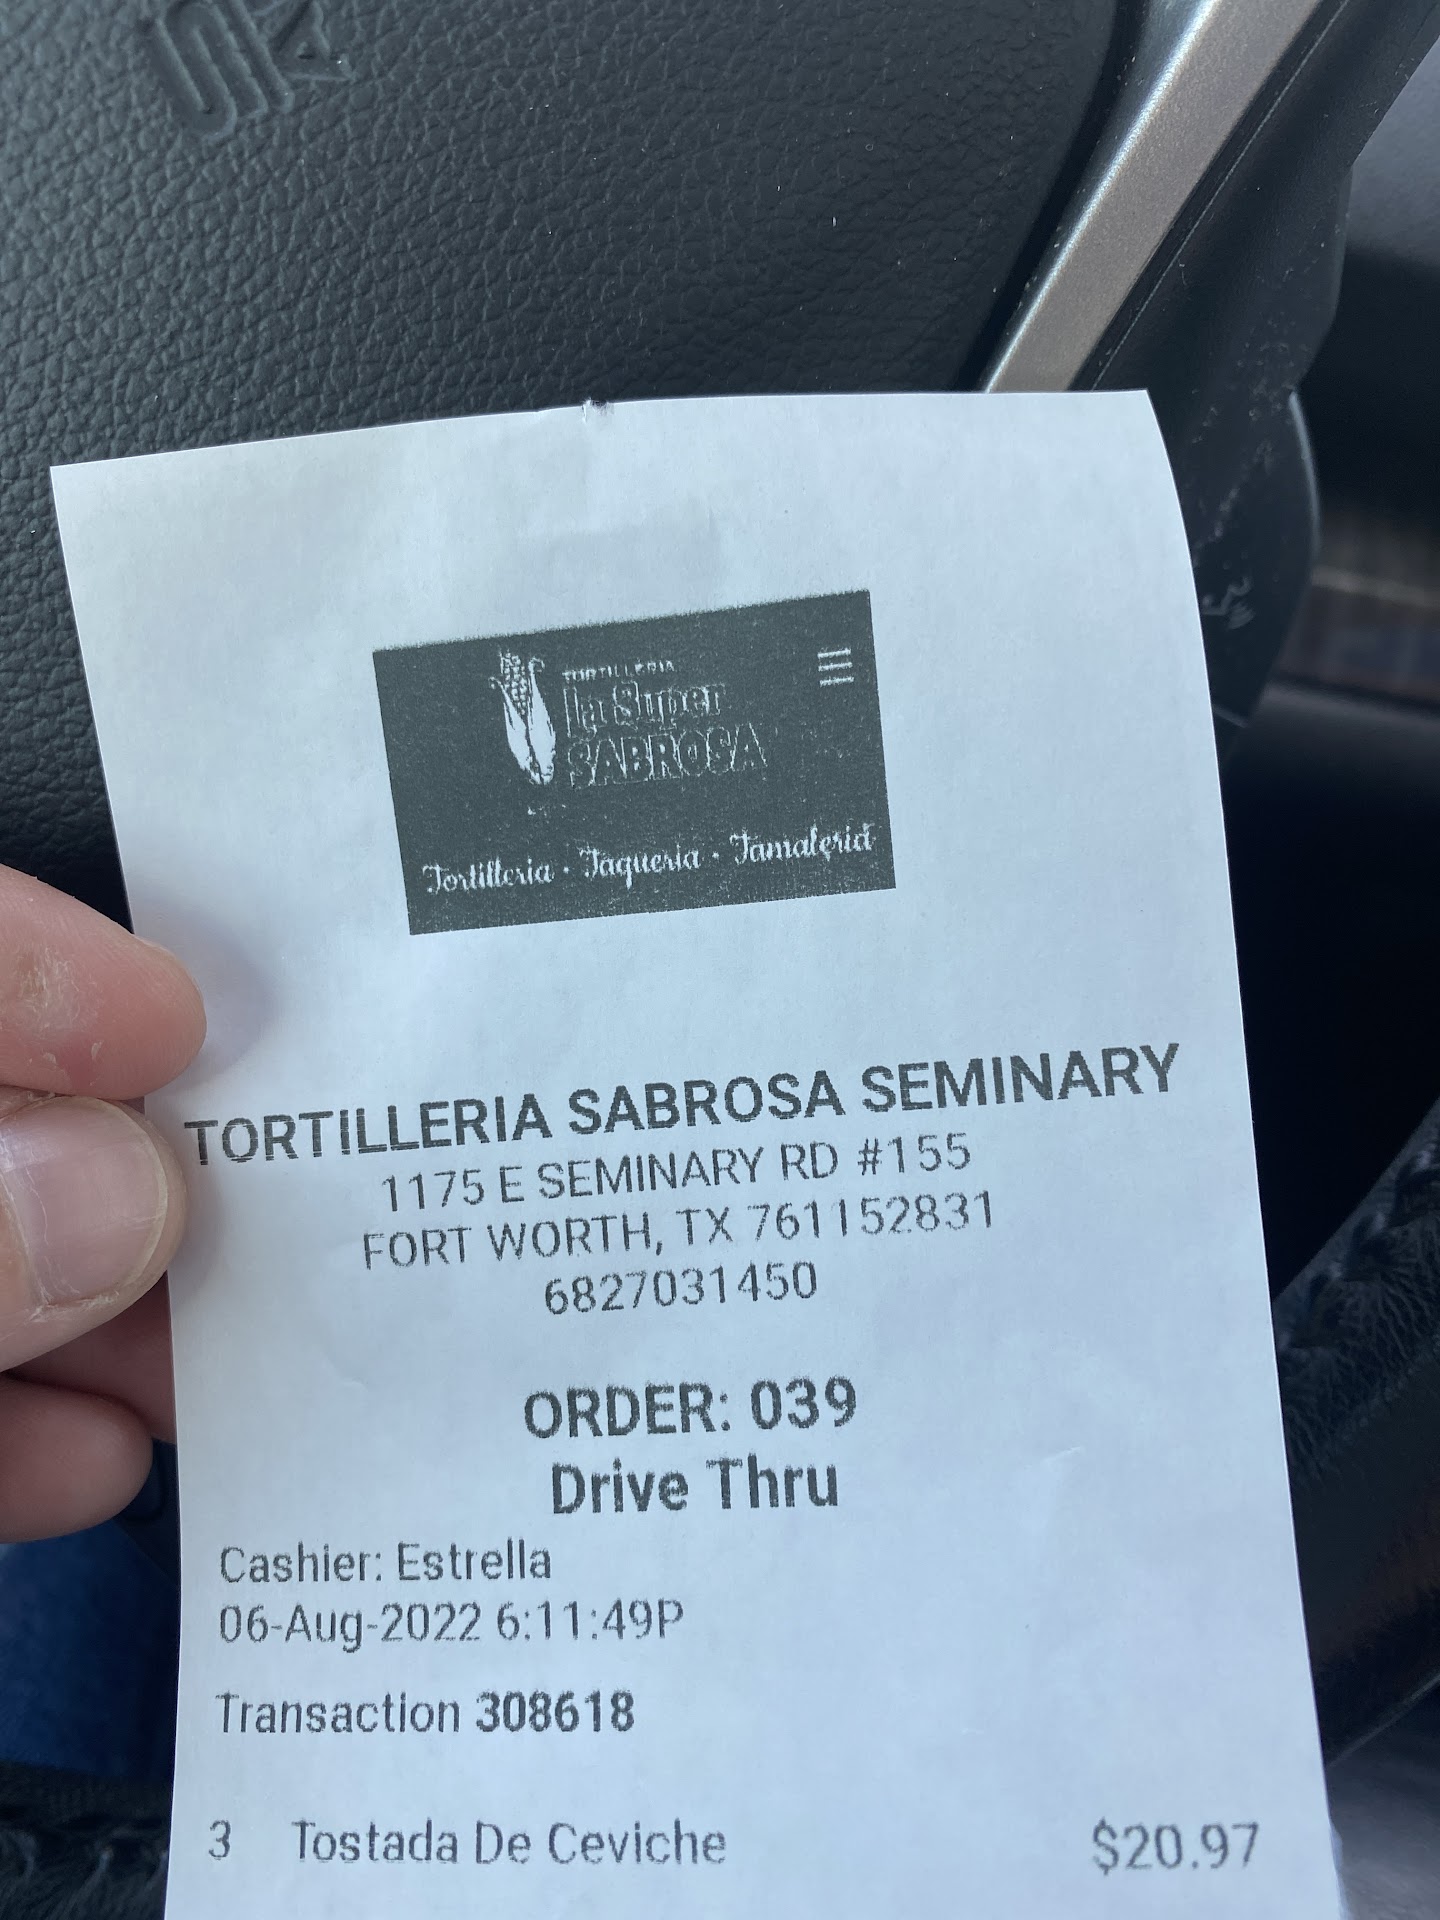 SRS
TORTILLERIA
la Super
SABROSA
Tortilleria · Taqueria · Tamaleria
TORTILLERIA SABROSA SEMINARY
1175 E SEMINARY RD #155
FORT WORTH, TX 761152831
6827031450
ORDER: 039
Drive Thru
Cashier: Estrella
06-Aug-2022 6:11:49P
Transaction 308618
3 Tostada De Ceviche $20.97